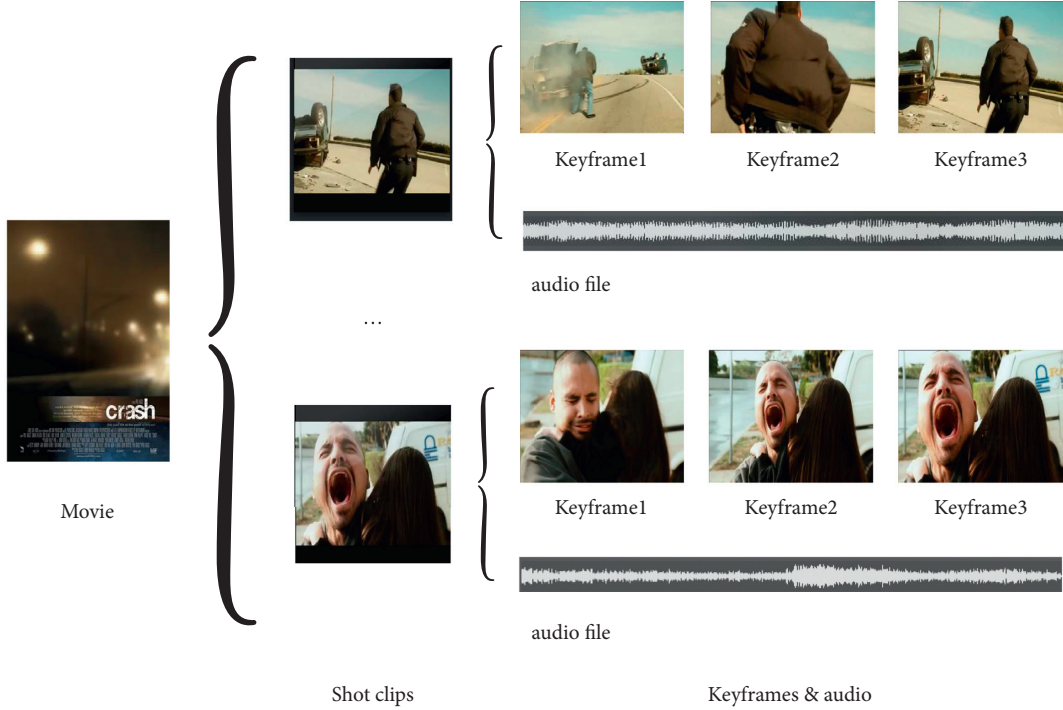 Keyframe1
Keyframe2
Keyframe3
audio file
...
crash
Movie
Keyframe1
Keyframe2
Keyframe3
audio file
Shot clips
Keyframes & audio